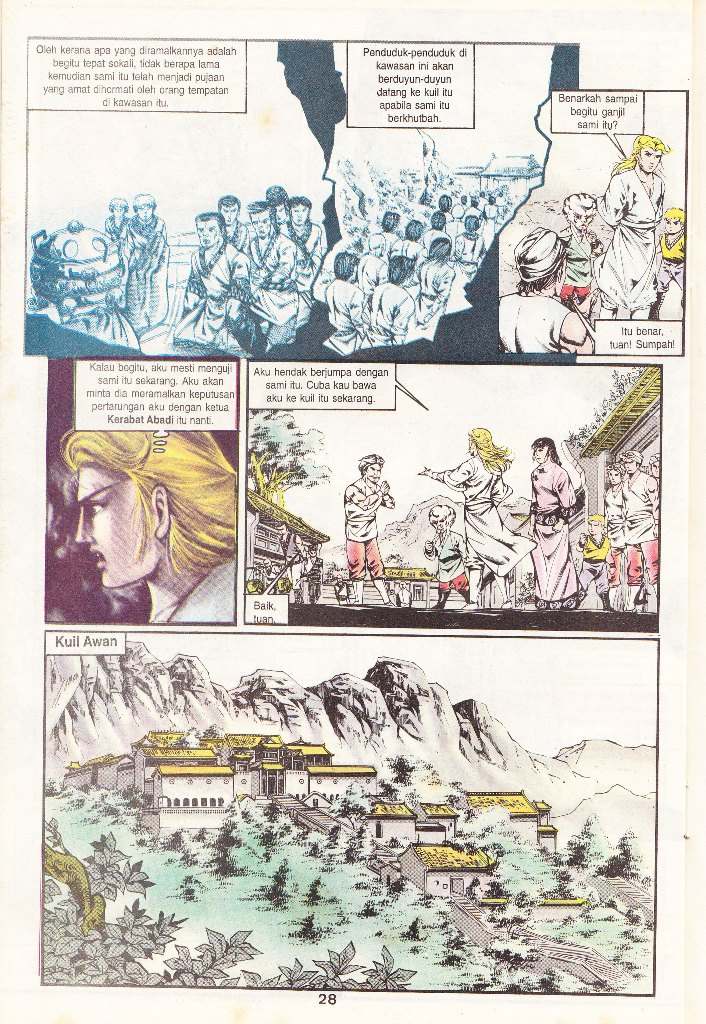 Oleh kerana apa yang diramalkannya adalah
begitu tepat sekali, tidak berapa lama
kemudian sami itu telah menjadi pujaan
yang amat dihormati oleh orang tempatan
di kawasan itu.
Penduduk-penduduk di
kawasan ini akan
berduyun-duyun
datang ke kuil itu
apabila sami itu
berkhutbah.
Benarkah sampai
begitu ganjil
sami itu?
Itu benar,
tuan! Sumpah!
Kalau begitu, aku mesti menguji
sami itu sekarang. Aku akan
minta dia meramalkan keputusan
pertarungan aku dengan ketua
Kerabat Abadi itu nanti.
Aku hendak berjumpa dengan
sami itu. Cuba kau bawa
aku ke kuil itu sekarang.
Baik,
tuan.
Kuil Awan
28